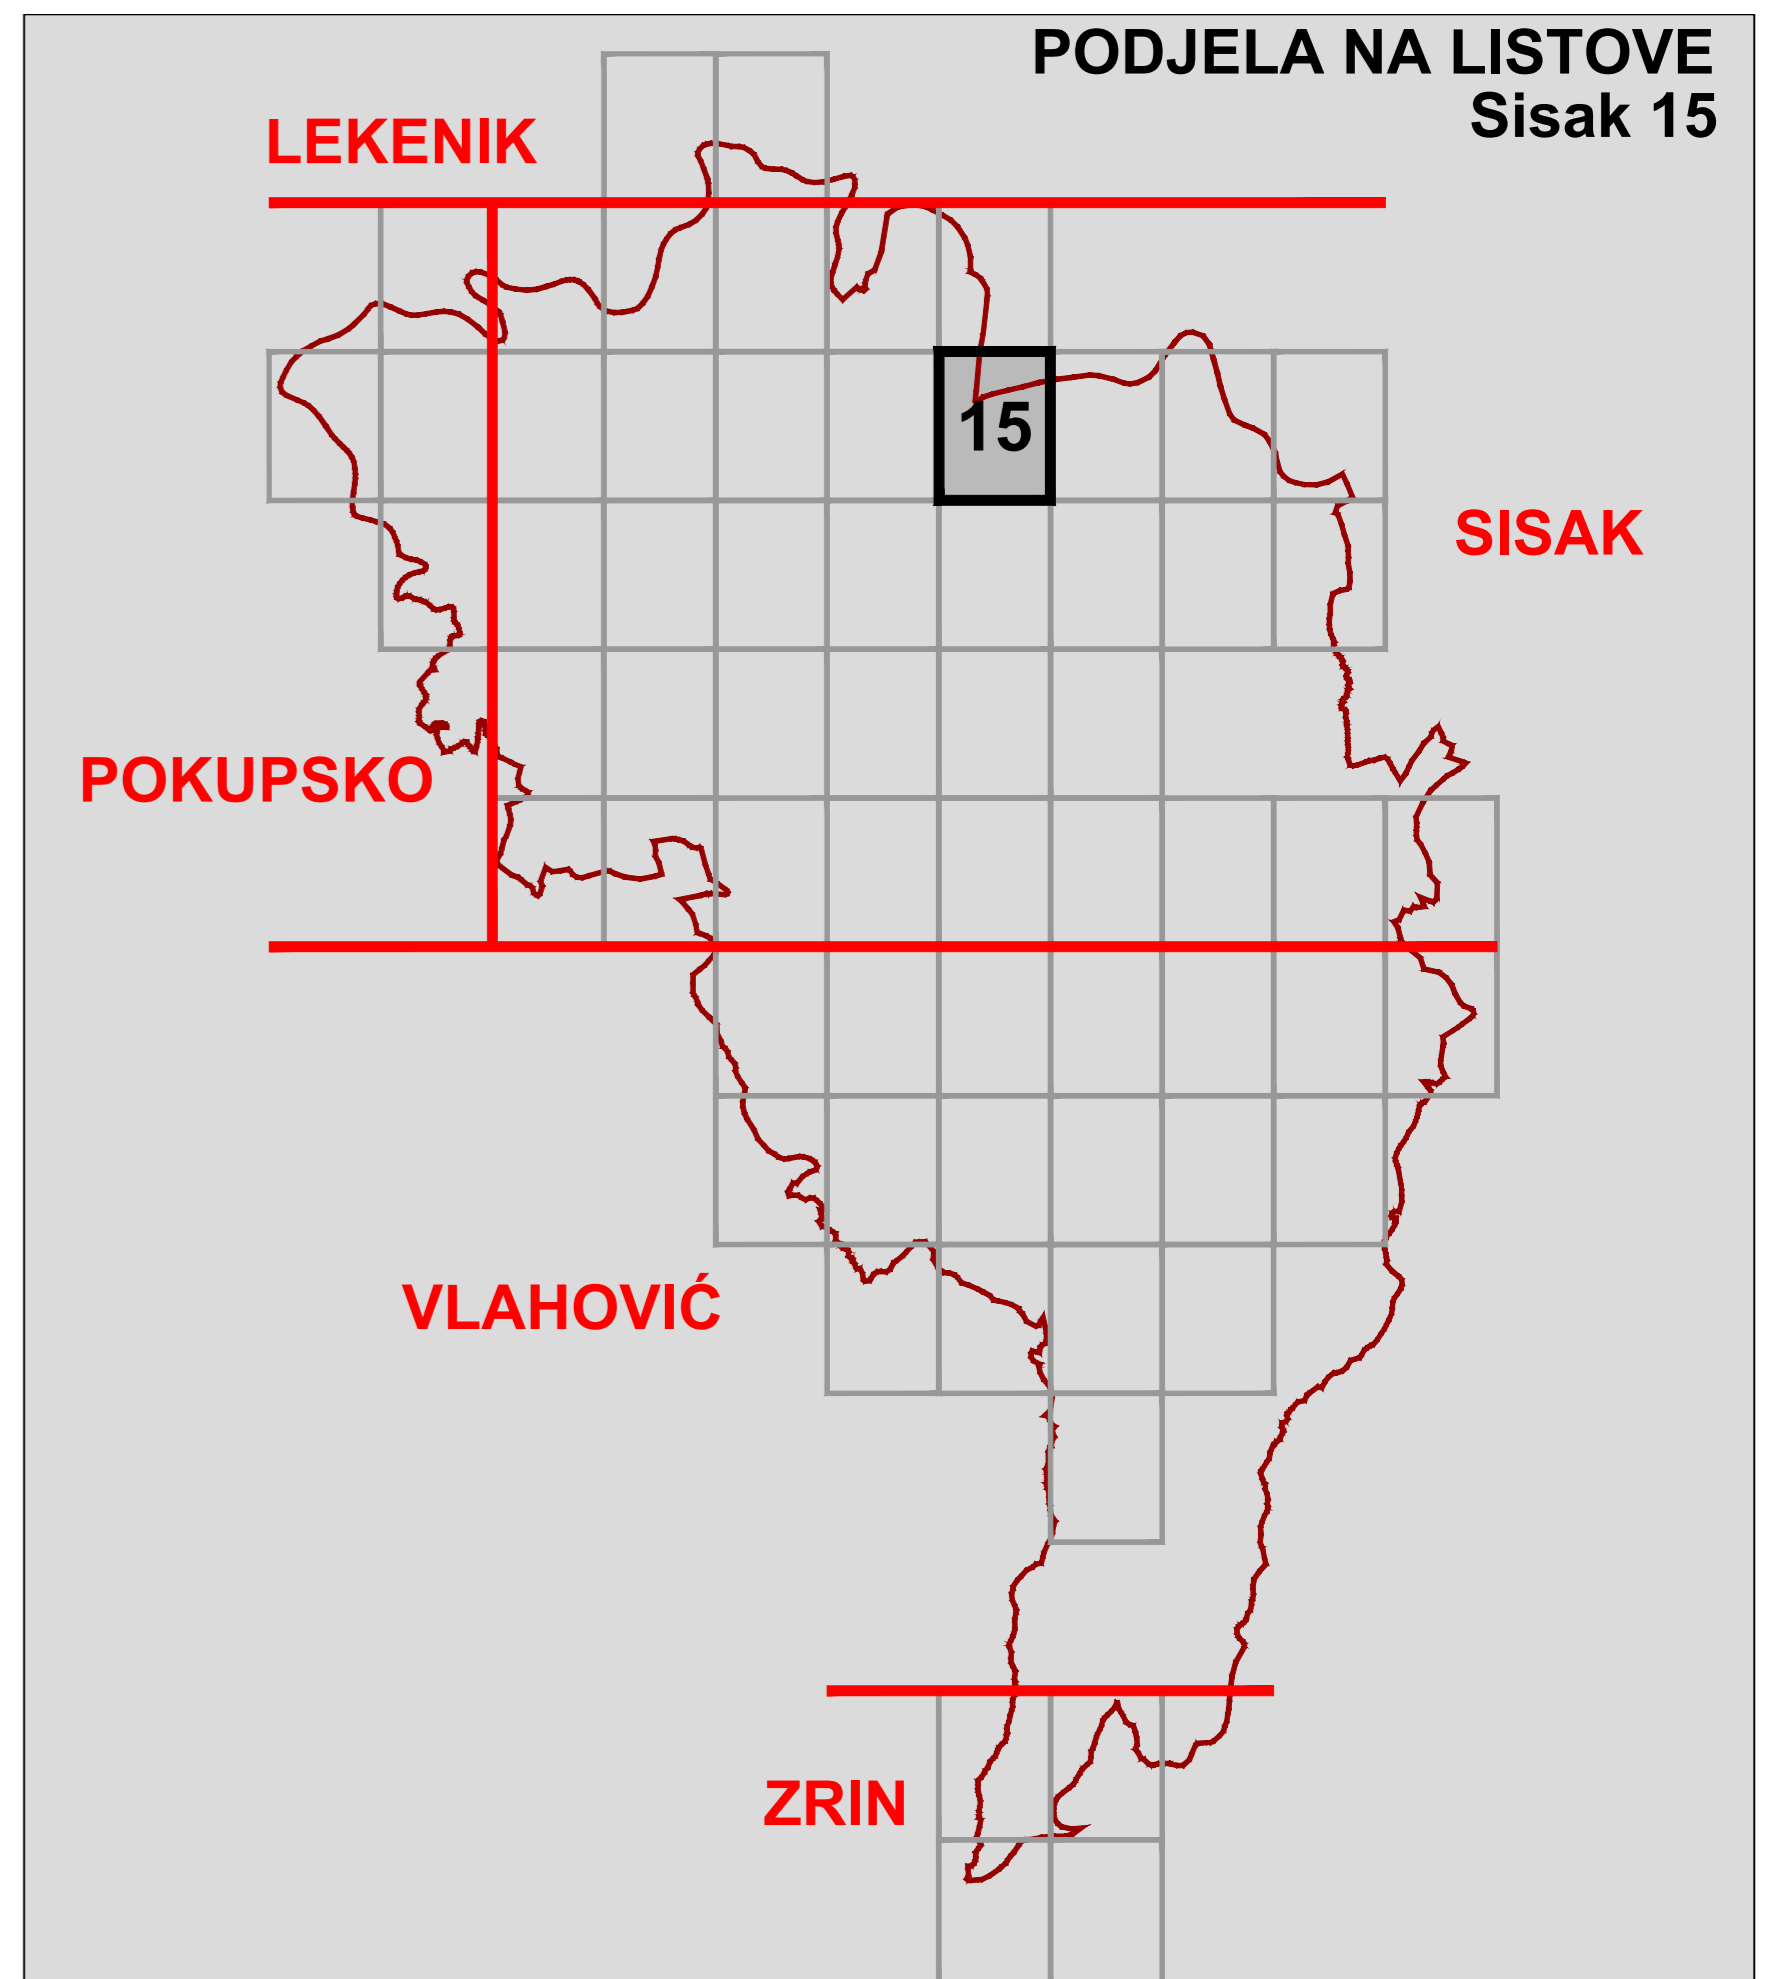 PODJELA NA LISTOVE
Sisak 15
LEKENIK
15
SISAK
POKUPSKO
VLAHOVIĆ
ZRIN